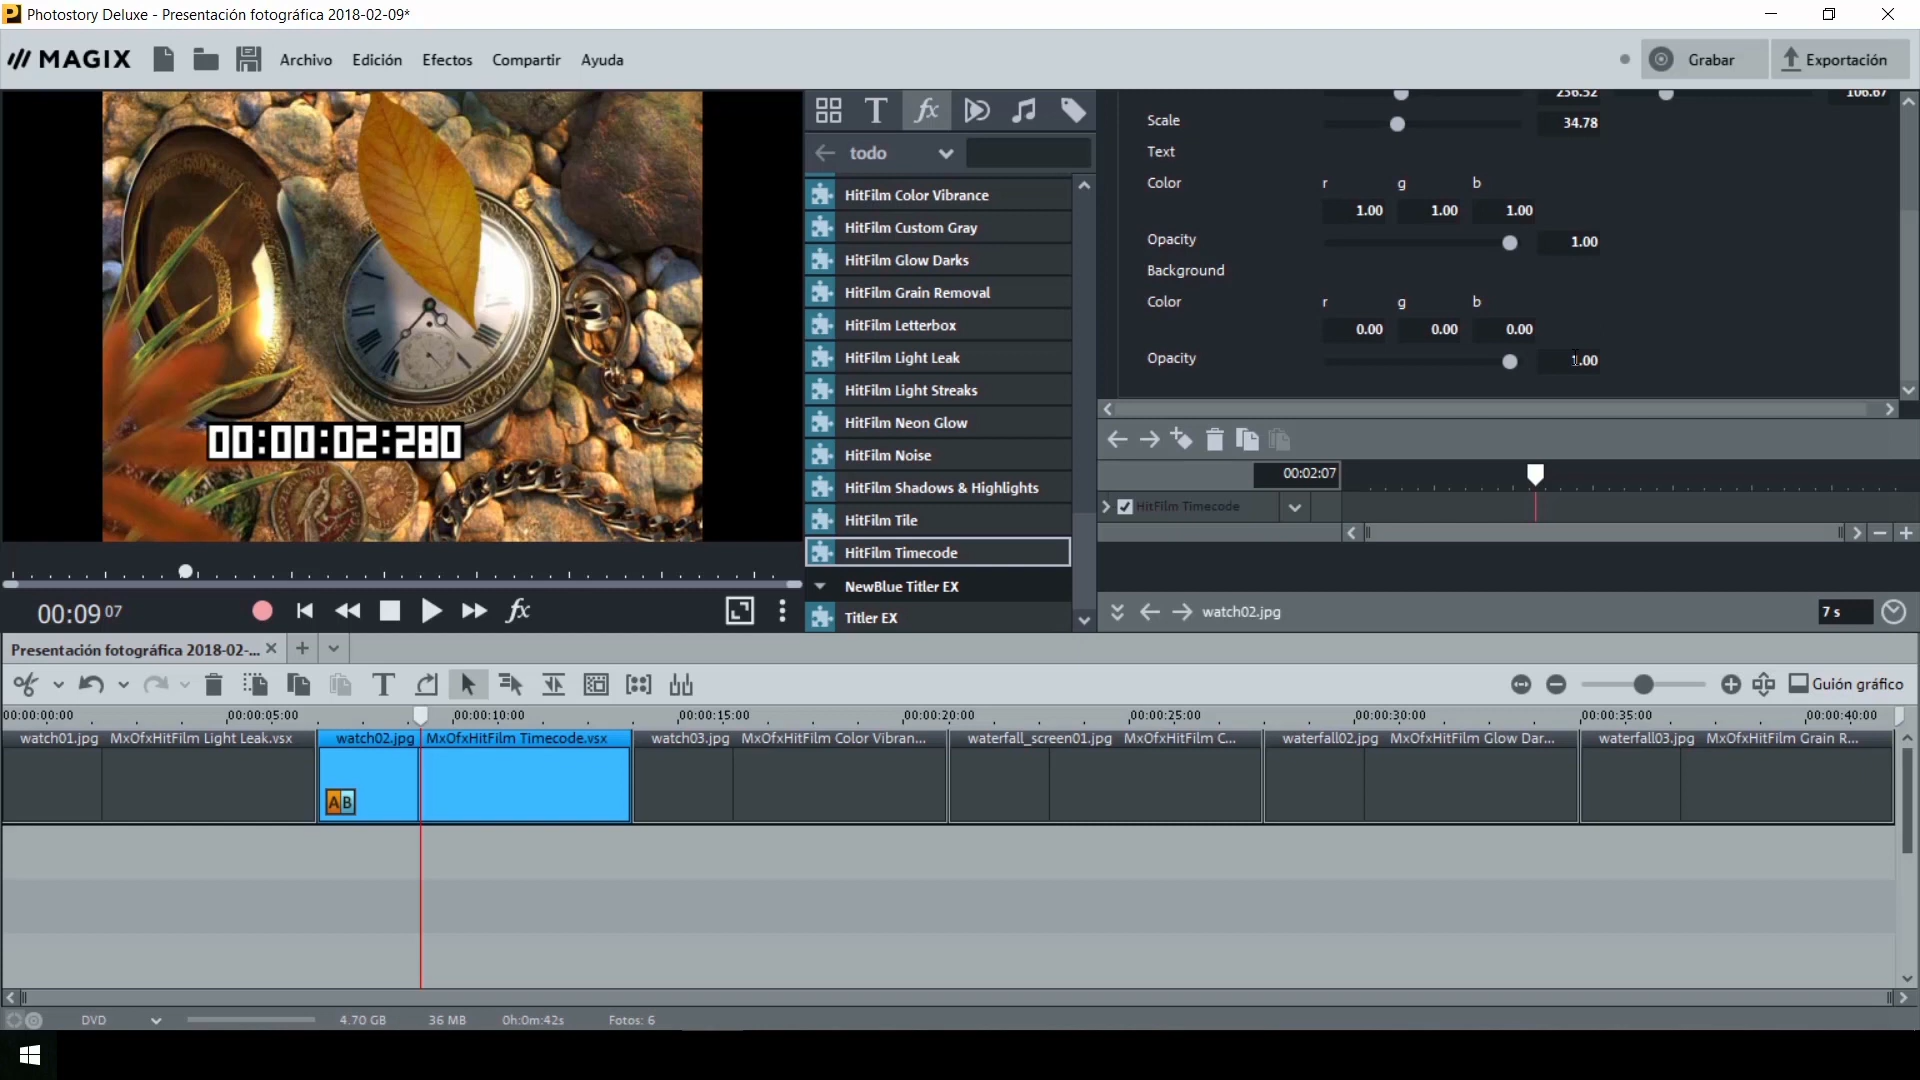 Photostory Deluxe - Presentación fotográfica 2018-02-09*
MAGIX Archivo Edición Efectos Compartir Ayuda Grabar Exportación
T fx
todo
HitFilm Color Vibrance
HitFilm Custom Gray
HitFilm Glow Darks
HitFilm Grain Removal
HitFilm Letterbox
HitFilm Light Leak
HitFilm Light Streaks
HitFilm Neon Glow
HitFilm Noise
HitFilm Shadows & Highlights
HitFilm Tile
HitFilm Timecode
NewBlue Titler EX
Titler EX
256.52 106.67
Scale 34.78
Text
Color r g b
1.00 1.00 1.00
Opacity 1.00
Background
Color r g b
0.00 0.00 0.00
Opacity 1.00
00:00:02:280
00:02:07
HitFilm Timecode
00:09 07 fx
watch02.jpg 7 s
Presentación fotográfica 2018-02-...
T Guión gráfico
00:00:00:00 00:00:05:00 00:00:10:00 00:00:15:00 00:00:20:00 00:00:25:00 00:00:30:00 00:00:35:00 00:00:40:00
watch01.jpg MxOfxHitFilm Light Leak.vsx watch02.jpg MxOfxHitFilm Timecode.vsx watch03.jpg MxOfxHitFilm Color Vibran... waterfall_screen01.jpg MxOfxHitFilm C... waterfall02.jpg MxOfxHitFilm Glow Dar... waterfall03.jpg MxOfxHitFilm Grain R...
AB
DVD 4.70 GB 36 MB 0h:0m:42s Fotos: 6